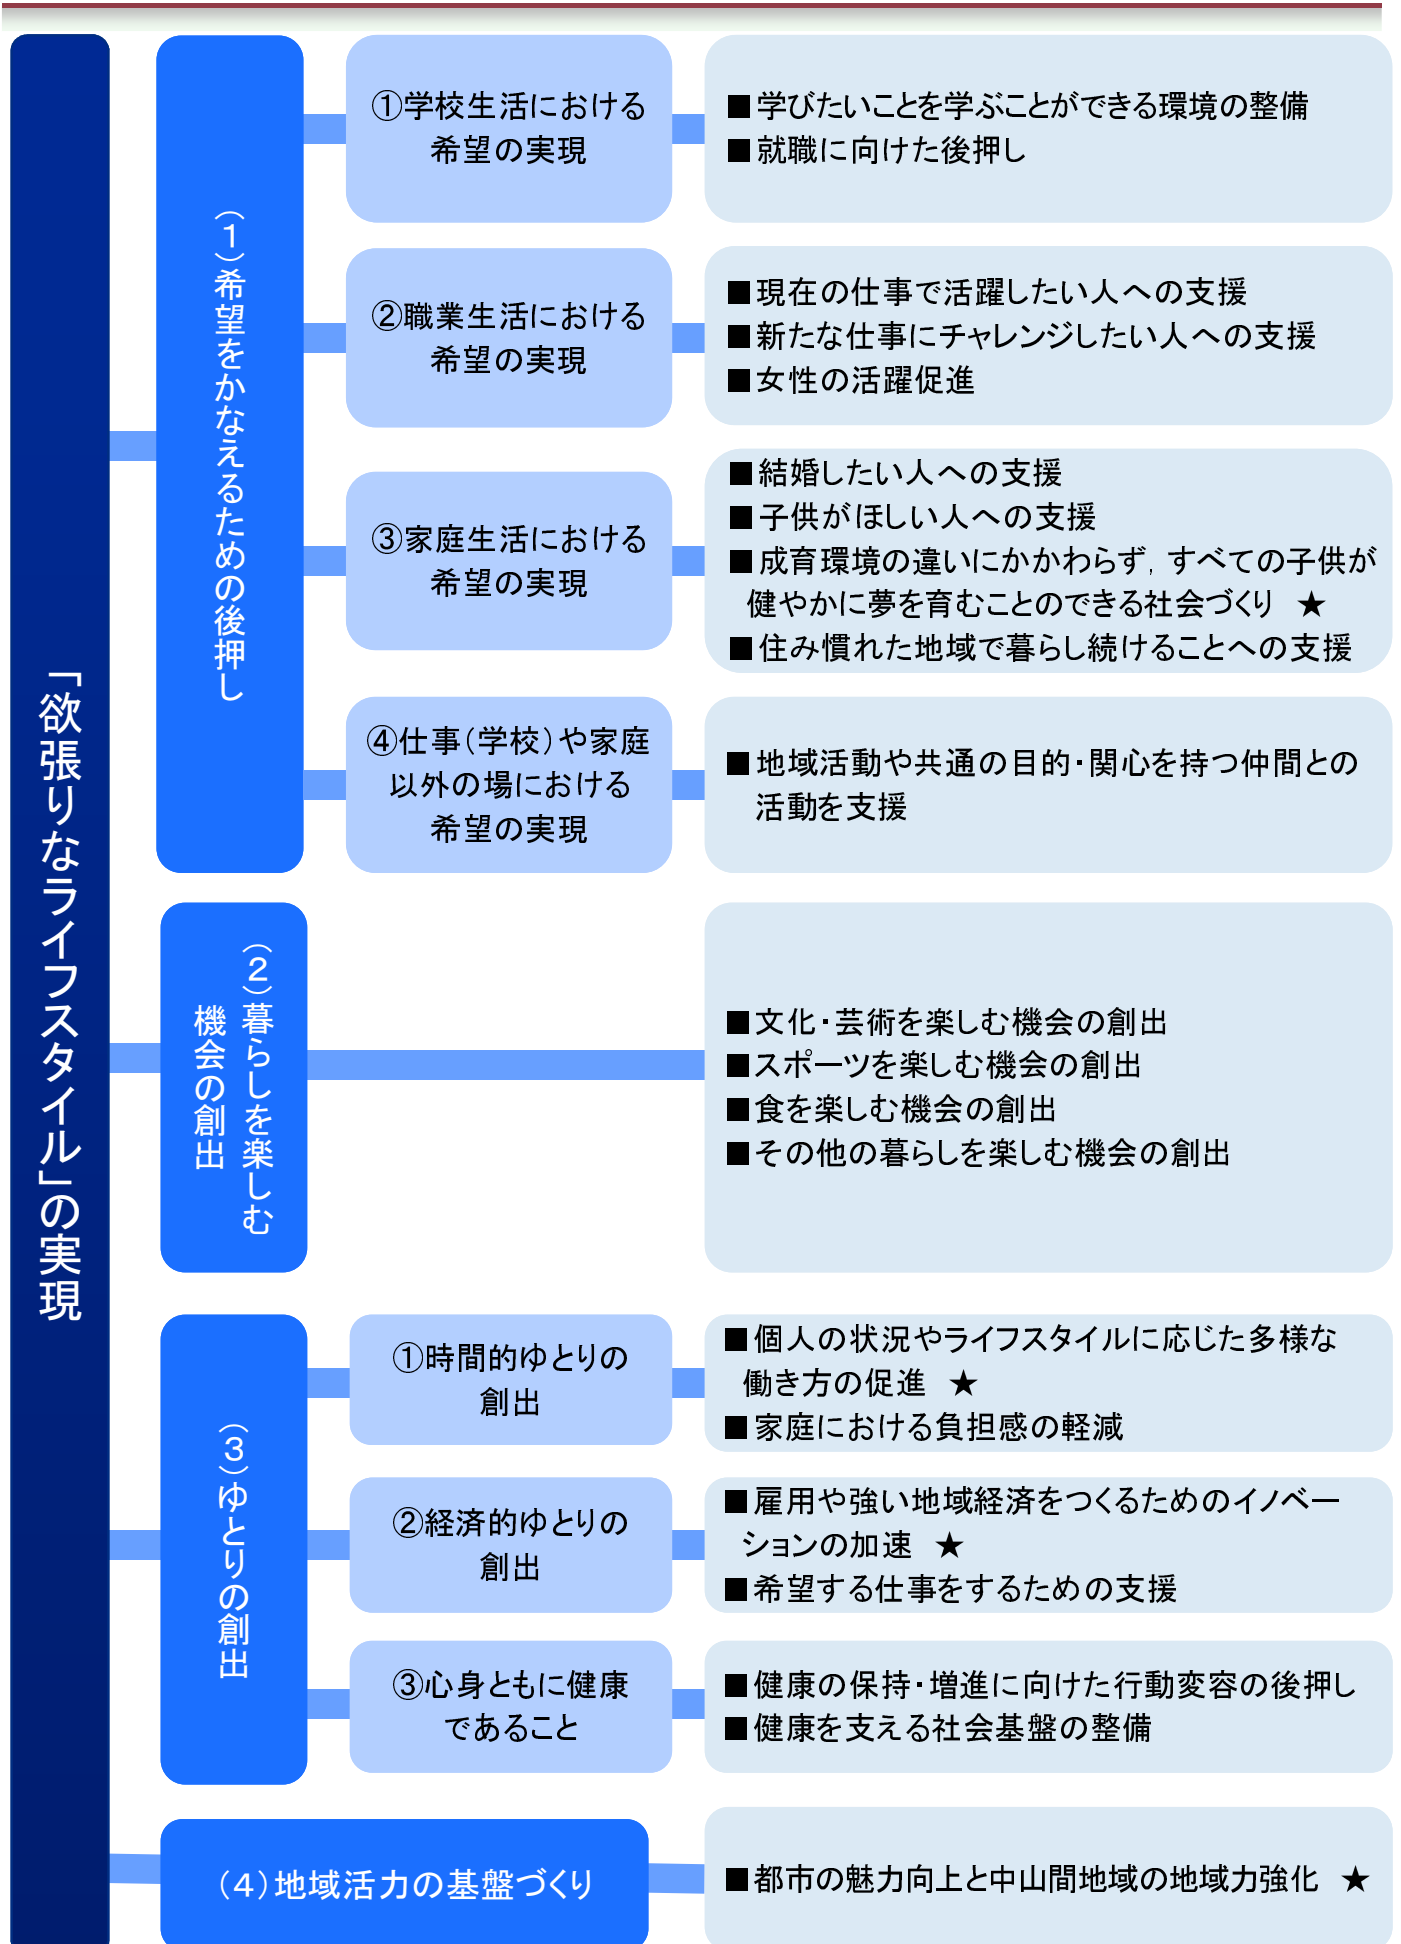 「欲張りなライフスタイル」の実現
（１）希望をかなえるための後押し
①学校生活における
希望の実現
■学びたいことを学ぶことができる環境の整備
■就職に向けた後押し
②職業生活における
希望の実現
■現在の仕事で活躍したい人への支援
■新たな仕事にチャレンジしたい人への支援
■女性の活躍促進
③家庭生活における
希望の実現
■結婚したい人への支援
■子供がほしい人への支援
■成育環境の違いにかかわらず，すべての子供が
健やかに夢を育むことのできる社会づくり　★
■住み慣れた地域で暮らし続けることへの支援
④仕事（学校）や家庭
以外の場における
希望の実現
■地域活動や共通の目的・関心を持つ仲間との
活動を支援
（２）暮らしを楽しむ
機会の創出
■文化・芸術を楽しむ機会の創出
■スポーツを楽しむ機会の創出
■食を楽しむ機会の創出
■その他の暮らしを楽しむ機会の創出
（３）ゆとりの創出
①時間的ゆとりの
創出
■個人の状況やライフスタイルに応じた多様な
働き方の促進　★
■家庭における負担感の軽減
②経済的ゆとりの
創出
■雇用や強い地域経済をつくるためのイノベー
ションの加速　★
■希望する仕事をするための支援
③心身ともに健康
であること
■健康の保持・増進に向けた行動変容の後押し
■健康を支える社会基盤の整備
（４）地域活力の基盤づくり
■都市の魅力向上と中山間地域の地域力強化　★